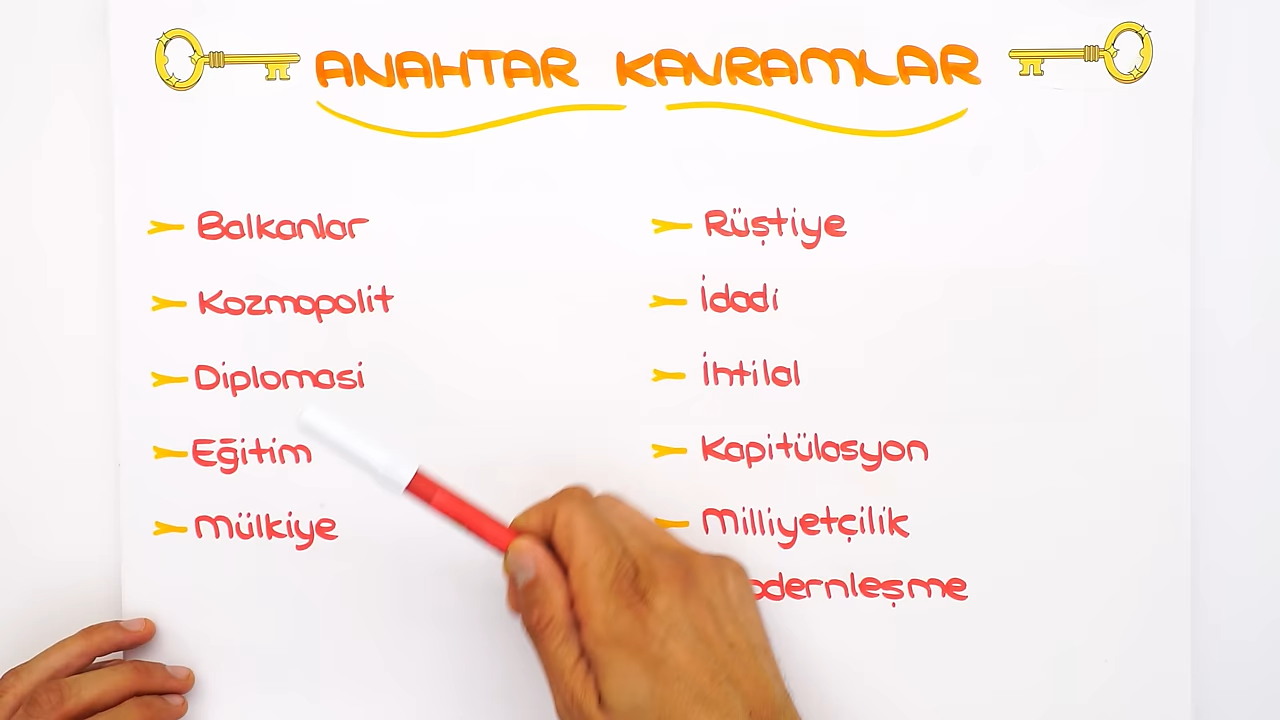 ANAHTAR KAVRAMLAR
Balkanlar
Kozmopolit
Diplomasi
Eğitim
Mülkiye
Rüştiye
İdadi
İhtilal
Kapitülasyon
Milliyetçilik